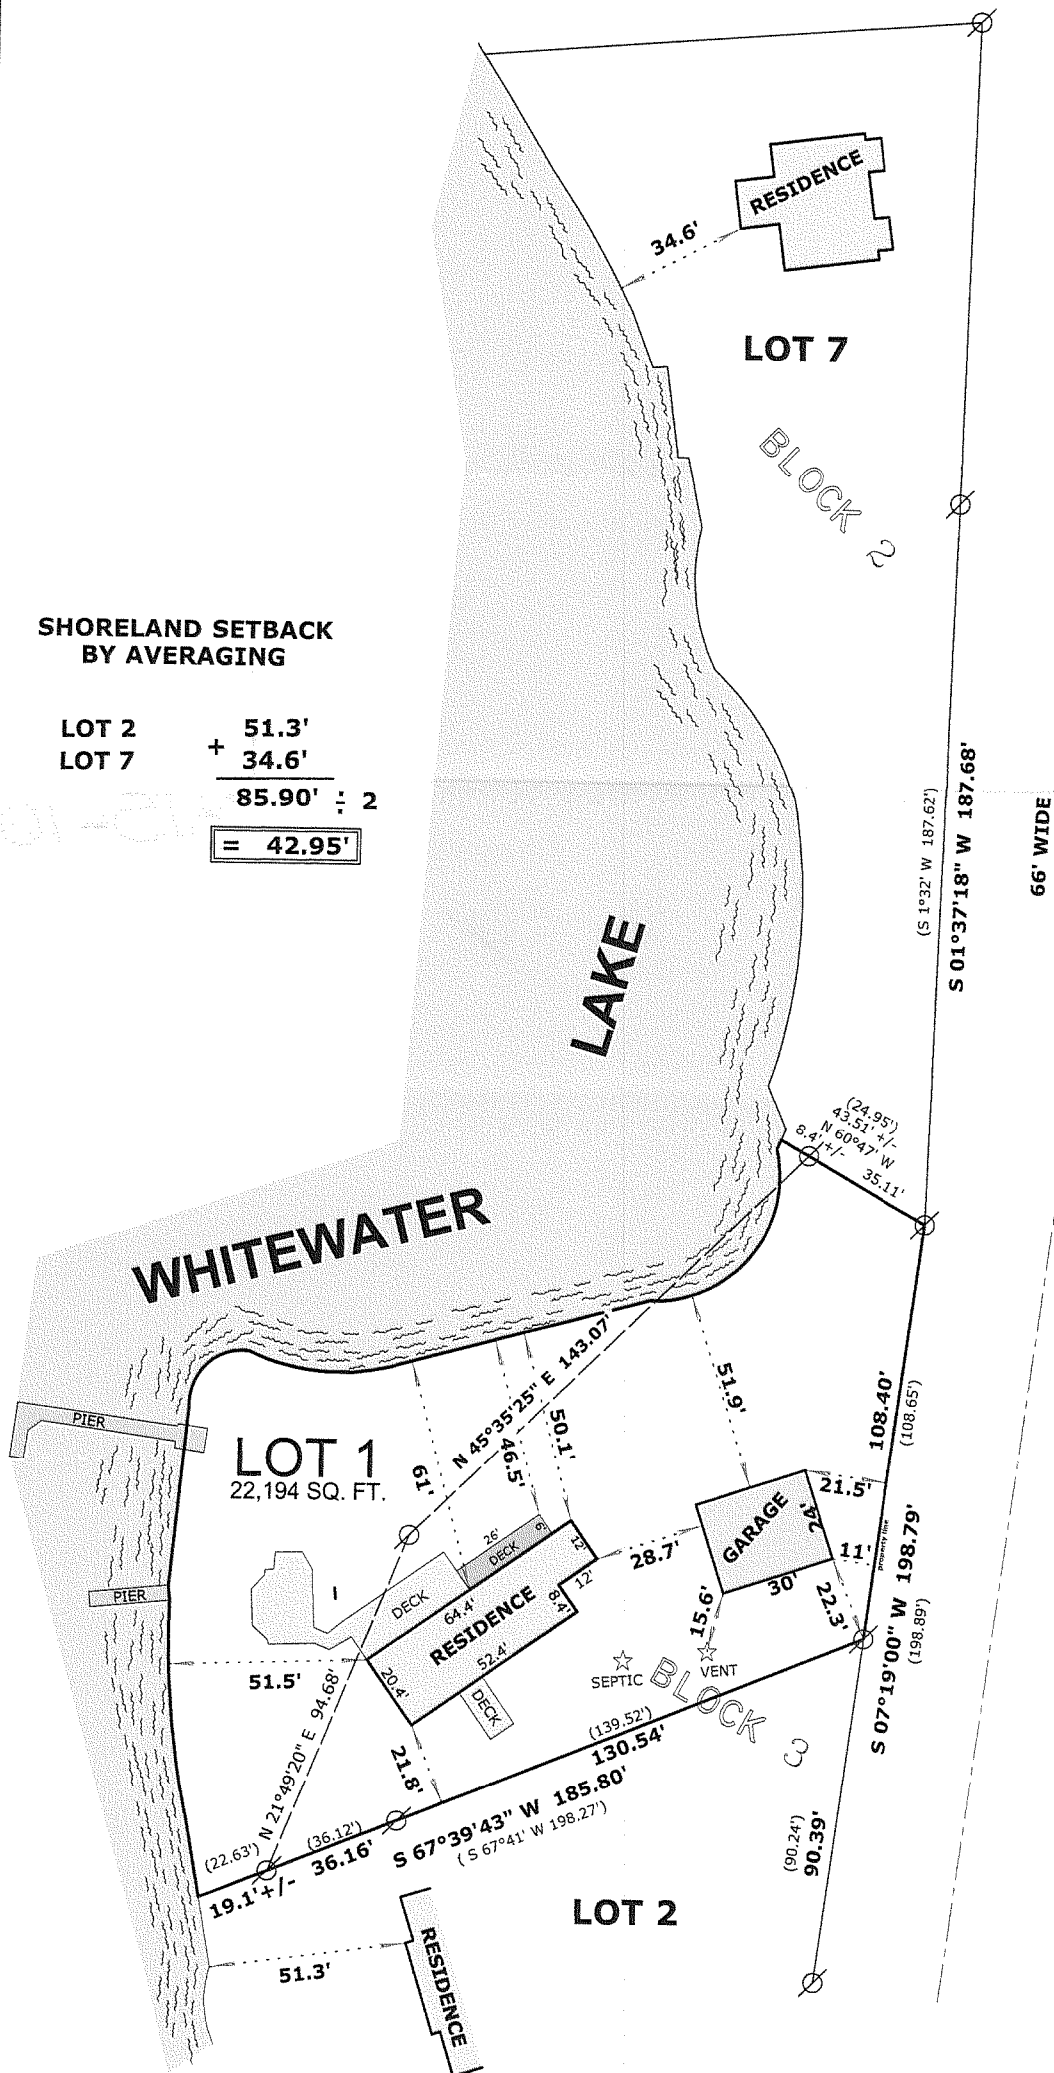 RESIDENCE
34.6'
LOT 7
BLOCK 2
SHORELAND SETBACK
BY AVERAGING
LOT 2 51.3'
LOT 7 + 34.6'
85.90' ÷ 2
= 42.95'
(S 1°32' W 187.62')
S 01°37'18" W 187.68'
66' WIDE
LAKE
WHITEWATER
(24.95')
43.51' +/-
N 60°47' W
8.4' +/-
35.11'
N 45°35'25" E 143.07'
51.9'
108.40'
(108.65')
PIER
LOT 1
22,194 SQ. FT.
61'
46.5'
50.1'
21.5'
GARAGE
24'
30'
11'
property line
28.7'
15.6'
22.3'
26'
6'
DECK
12'
12'
8.4'
DECK
64.4'
RESIDENCE
52.4'
20.4'
DECK
PIER
51.5'
SEPTIC
VENT
BLOCK 3
S 07°19'00" W 198.79'
(198.89')
N 21°49'20" E 94.68'
21.8'
(139.52')
130.54'
S 67°39'43" W 185.80'
( S 67°41' W 198.27')
(22.63')
19.1'+/-
(36.12')
36.16'
(90.24')
90.39'
LOT 2
RESIDENCE
51.3'